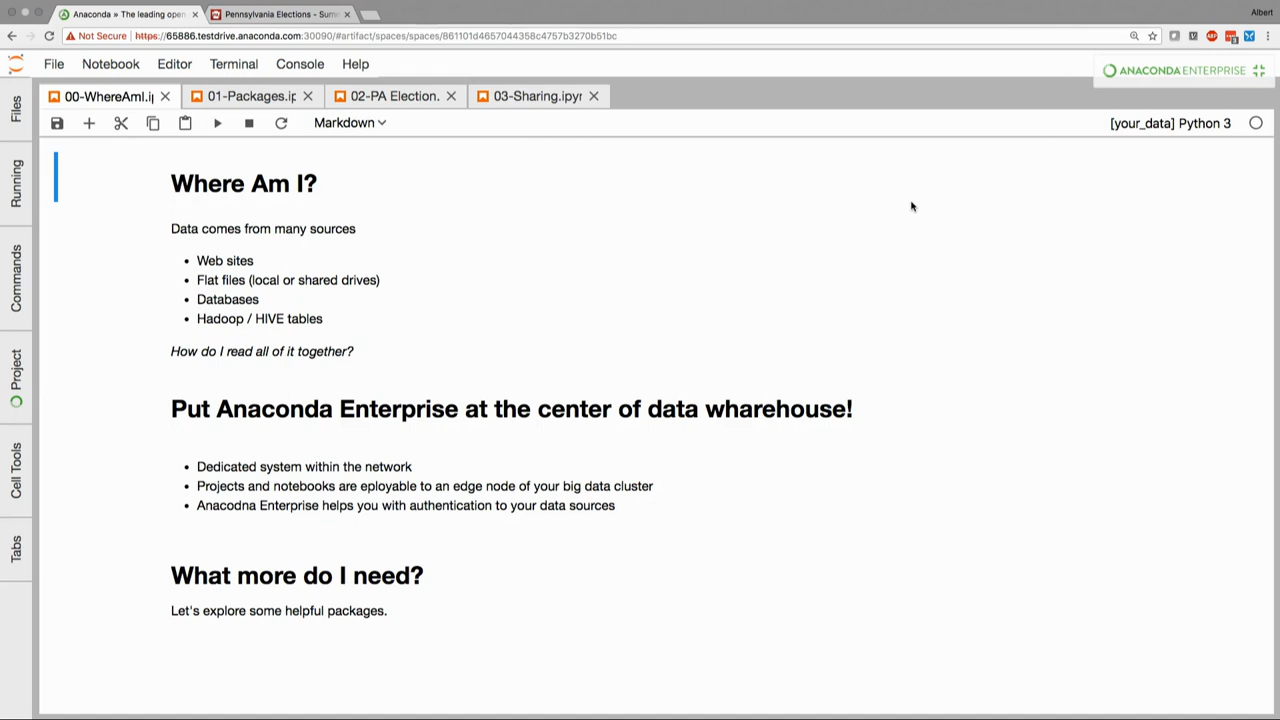 Anaconda » The leading open
Pennsylvania Elections - Sum
Albert
Not Secure
https://65886.testdrive.anaconda.com:30090/#artifact/spaces/spaces/861101d4657044358c4757b3270b51bc
File Notebook Editor Terminal Console Help
ANACONDA ENTERPRISE
00-WhereAmI.i
01-Packages.ip
02-PA Election.
03-Sharing.ipyr
Markdown
[your_data] Python 3
Files
Running
Commands
Project
Cell Tools
Tabs
Where Am I?
Data comes from many sources
• Web sites
• Flat files (local or shared drives)
• Databases
• Hadoop / HIVE tables
How do I read all of it together?
Put Anaconda Enterprise at the center of data wharehouse!
• Dedicated system within the network
• Projects and notebooks are eployable to an edge node of your big data cluster
• Anacodna Enterprise helps you with authentication to your data sources
What more do I need?
Let's explore some helpful packages.